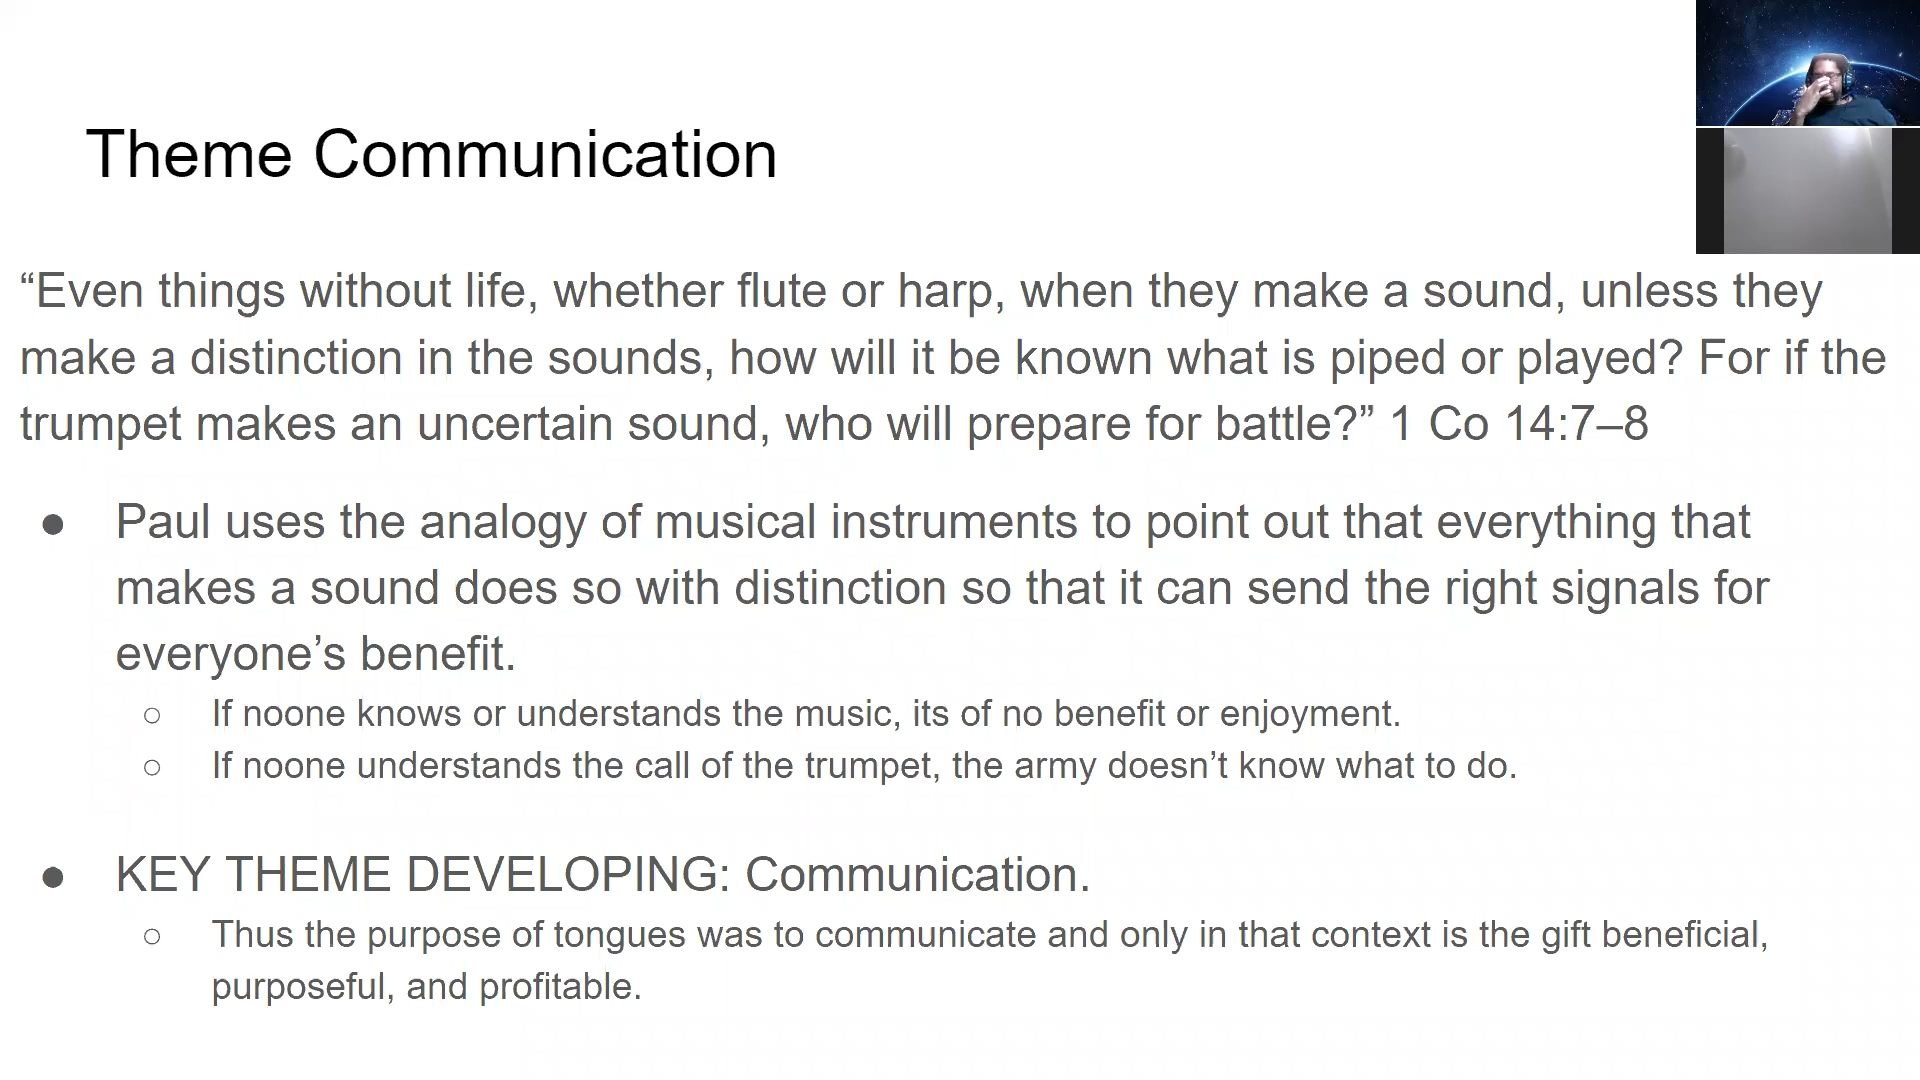 Theme Communication
“Even things without life, whether flute or harp, when they make a sound, unless they
make a distinction in the sounds, how will it be known what is piped or played? For if the
trumpet makes an uncertain sound, who will prepare for battle?” 1 Co 14:7–8
● Paul uses the analogy of musical instruments to point out that everything that
makes a sound does so with distinction so that it can send the right signals for
everyone’s benefit.
○ If noone knows or understands the music, its of no benefit or enjoyment.
○ If noone understands the call of the trumpet, the army doesn’t know what to do.
● KEY THEME DEVELOPING: Communication.
○ Thus the purpose of tongues was to communicate and only in that context is the gift beneficial,
purposeful, and profitable.